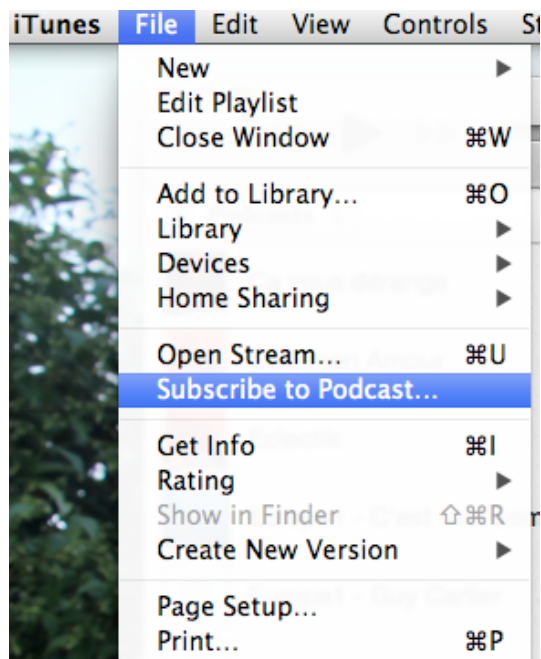 iTunes File Edit View Controls St
New
Edit Playlist
Close Window ⌘W
Add to Library... ⌘O
Library
Devices
Home Sharing
Open Stream... ⌘U
Subscribe to Podcast...
Get Info ⌘I
Rating
Show in Finder ⇧⌘R
Create New Version
Page Setup...
Print... ⌘P